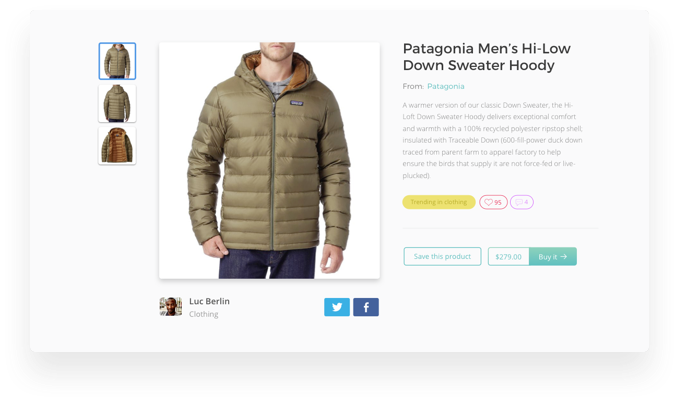 Patagonia Men's Hi-Low
Down Sweater Hoody
From: Patagonia
A warmer version of our classic Down Sweater, the Hi-
Loft Down Sweater Hoody delivers exceptional comfort
and warmth with a 100% recycled polyester ripstop shell;
insulated with Traceable Down (600-fill-power duck down
traced from parent farm to apparel factory to help
ensure the birds that supply it are not force-fed or live-
plucked).
Trending in clothing
95
4
Save this product
$279.00
Buy it →
Luc Berlin
Clothing